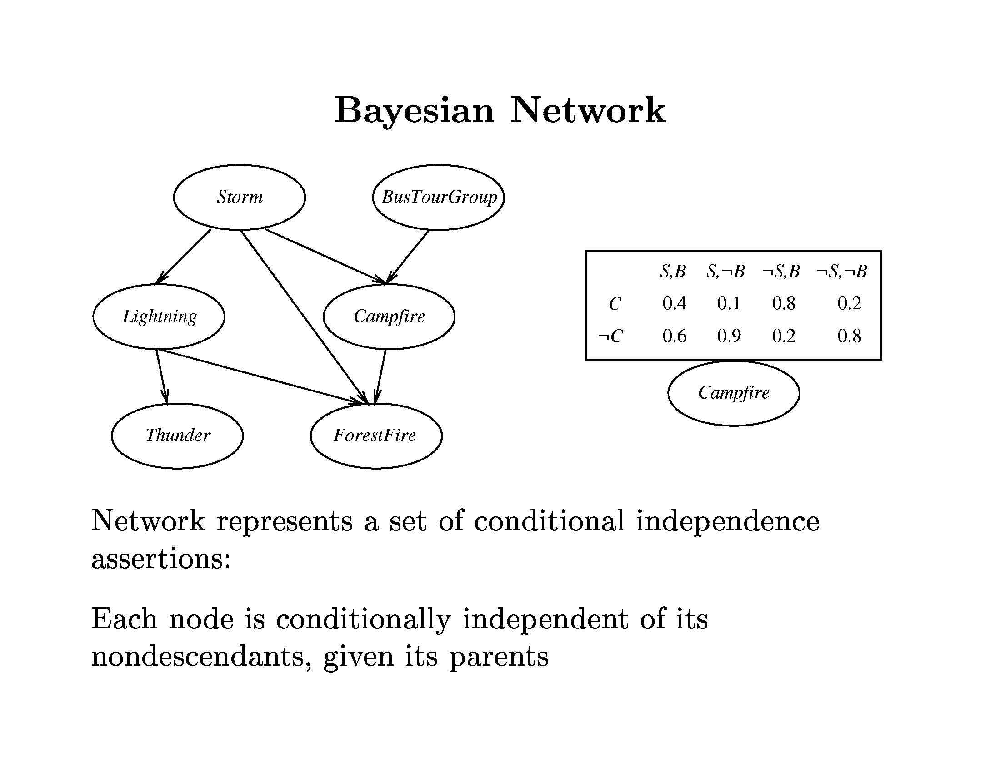 Bayesian Network
Storm
BusTourGroup
Lightning
Campfire
Thunder
ForestFire
S,B S,¬B ¬S,B ¬S,¬B
C 0.4 0.1 0.8 0.2
¬C 0.6 0.9 0.2 0.8
Campfire
Network represents a set of conditional independence
assertions:
Each node is conditionally independent of its
nondescendants, given its parents